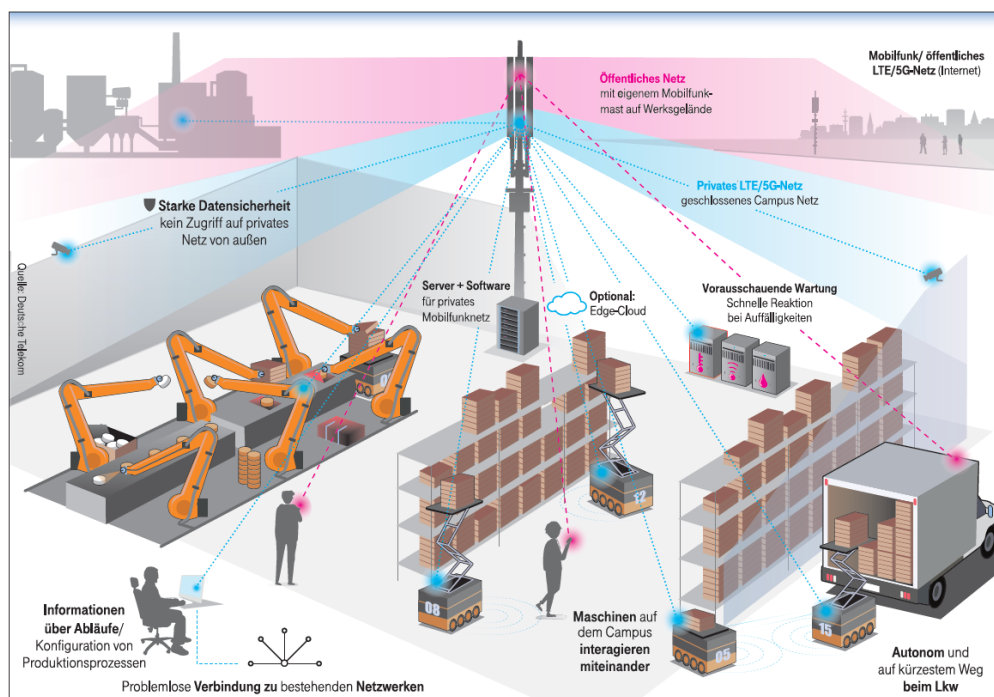 Mobilfunk/ öffentliches
LTE/5G-Netz (Internet)
Öffentliches Netz
mit eigenem Mobilfunk-
mast auf Werksgelände
Privates LTE/5G-Netz
geschlossenes Campus Netz
Starke Datensicherheit
kein Zugriff auf privates
Netz von außen
Quelle: Deutsche Telekom
Server + Software
für privates
Mobilfunknetz
Optional:
Edge-Cloud
Vorausschauende Wartung
Schnelle Reaktion
bei Auffälligkeiten
12
08
05
15
Informationen
über Abläufe/
Konfiguration von
Produktionsprozessen
Problemlose Verbindung zu bestehenden Netzwerken
Maschinen auf
dem Campus
interagieren
miteinander
Autonom und
auf kürzestem Weg
beim Lkw